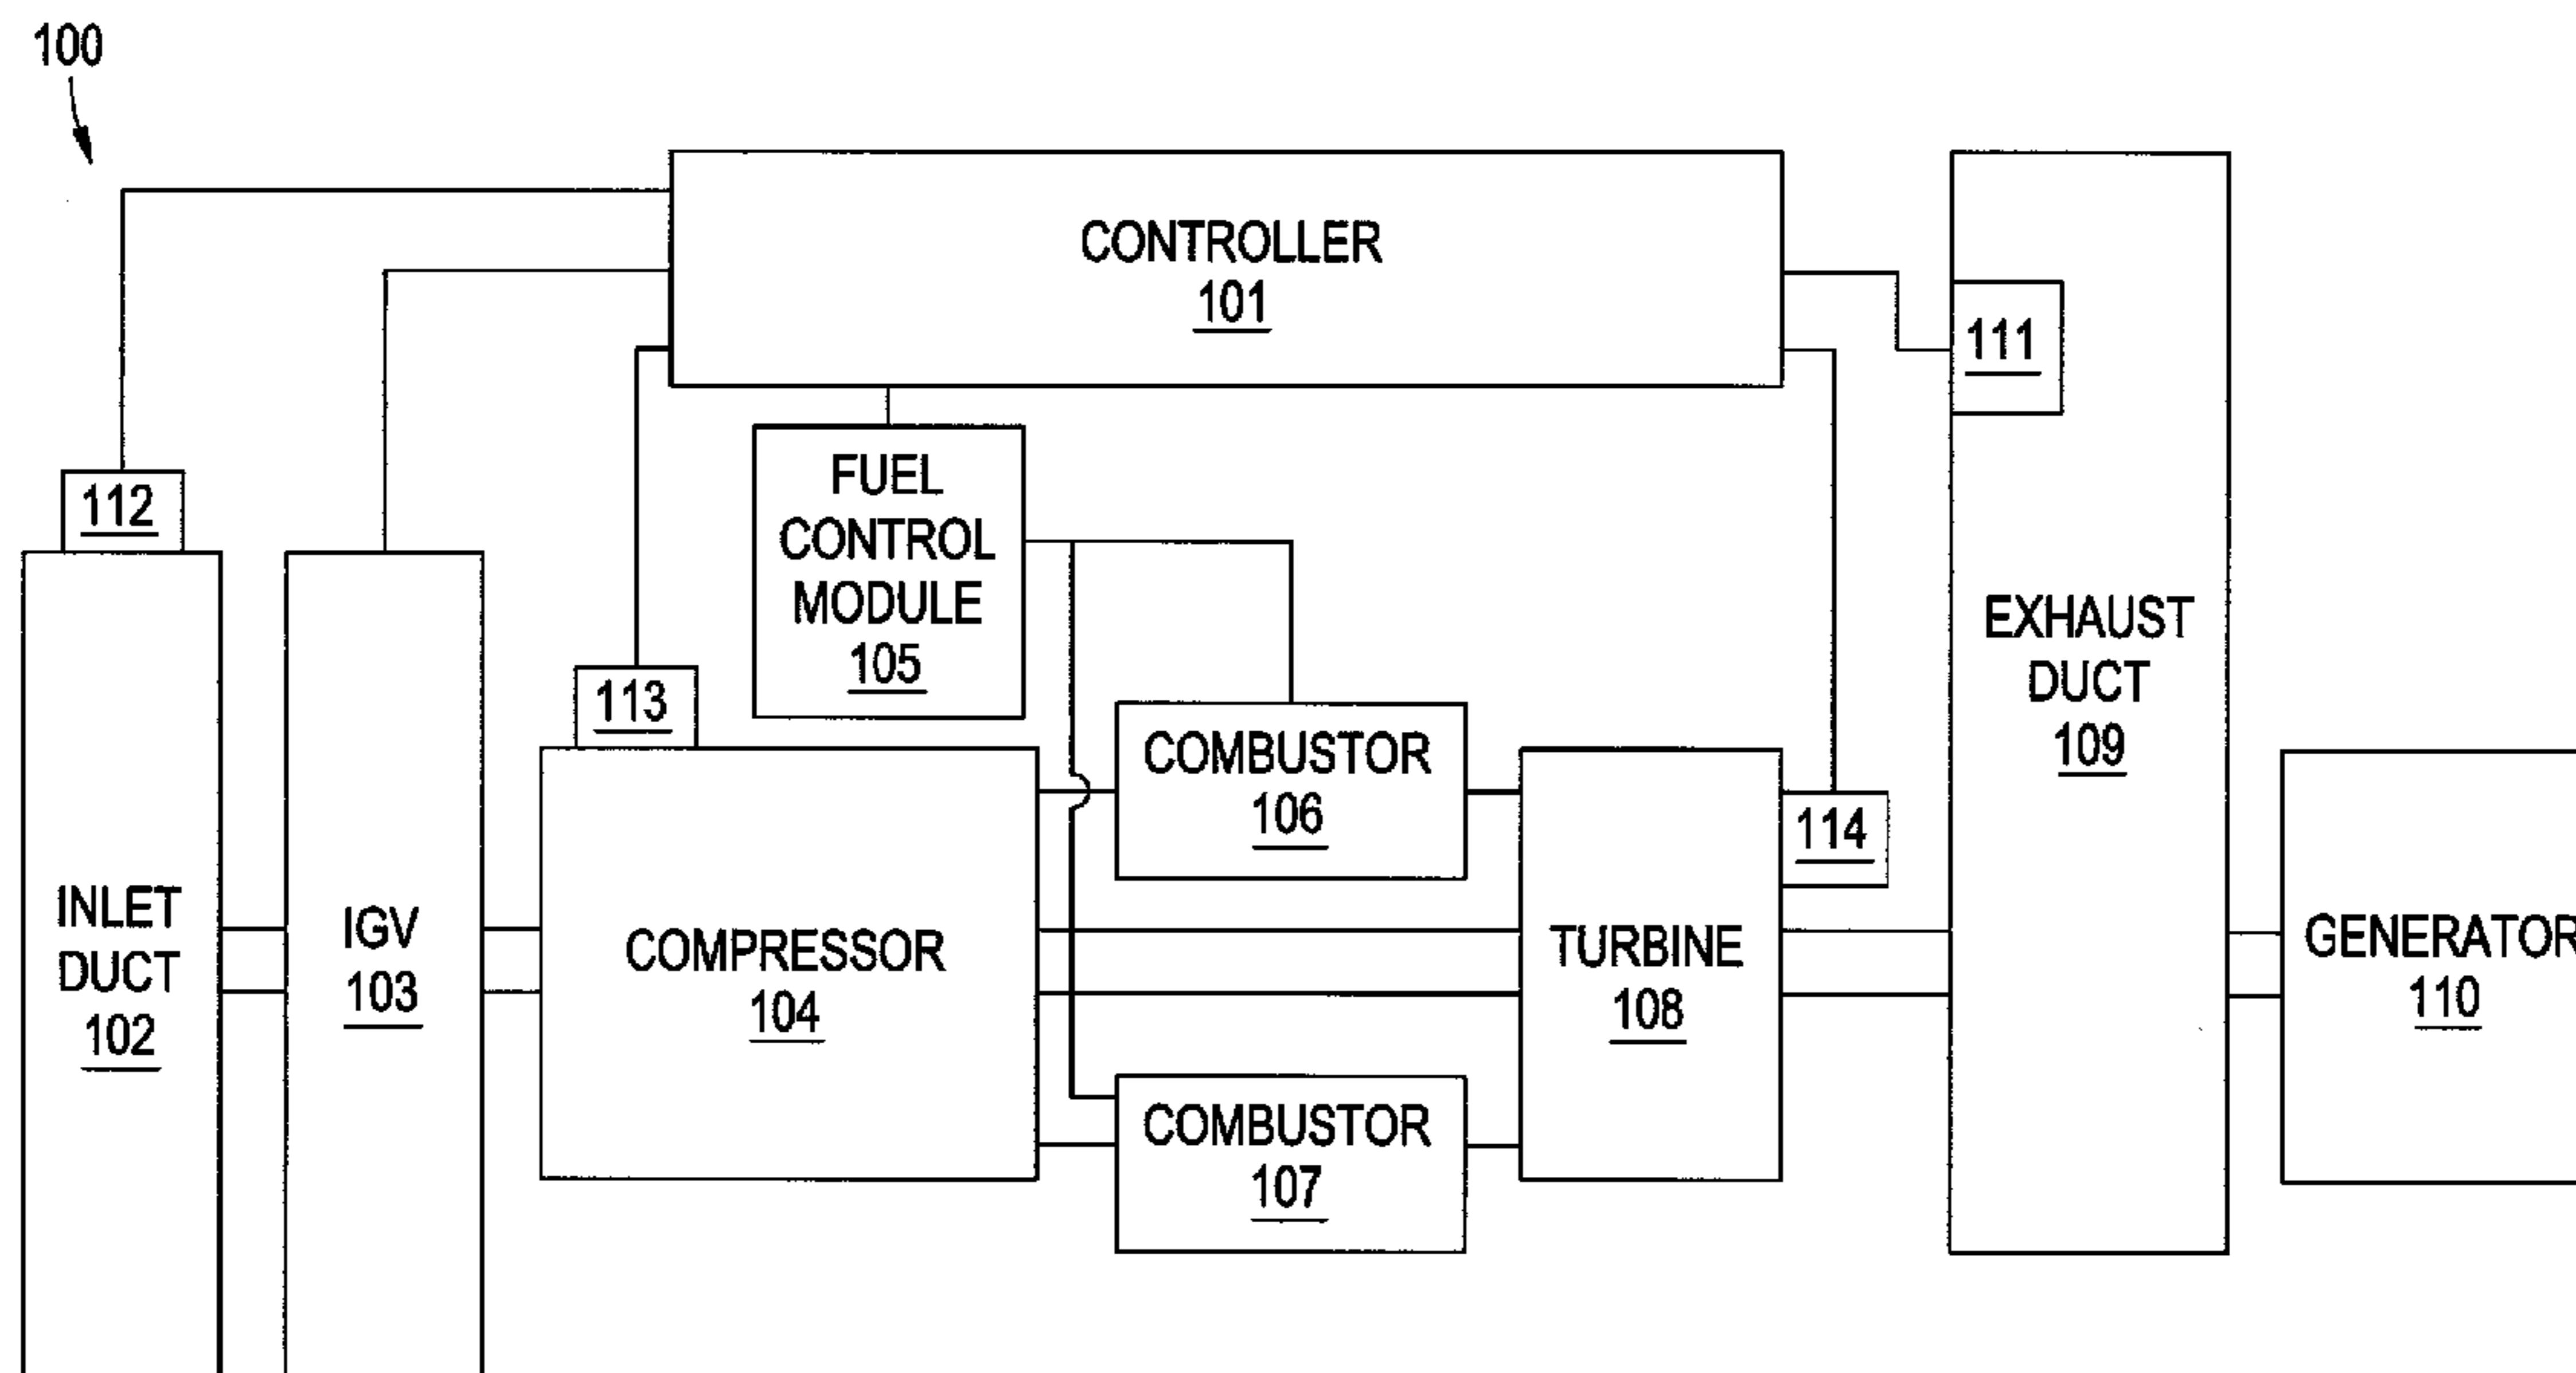 100
CONTROLLER
101
111
112
FUEL
CONTROL
MODULE
105
113
COMBUSTOR
106
114
EXHAUST
DUCT
109
INLET
DUCT
102
IGV
103
COMPRESSOR
104
TURBINE
108
GENERATOR
110
COMBUSTOR
107